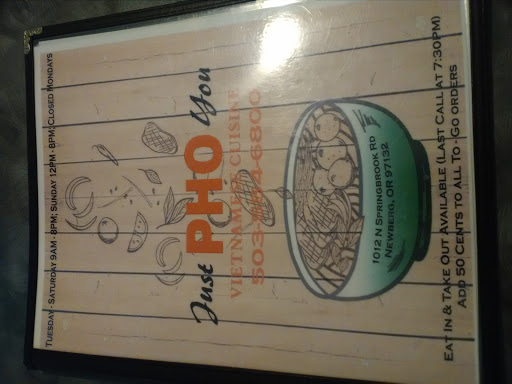 Tuesday - Saturday 9am - 8pm; Sunday 12pm - 8pm; Closed Mondays
Just PHO You
VIETNAMESE CUISINE
1012 N Springbrook Rd
Newberg, OR 97132
Eat In & Take Out Available (Last Call at 7:30pm)
Add 50 cents to all To-Go orders